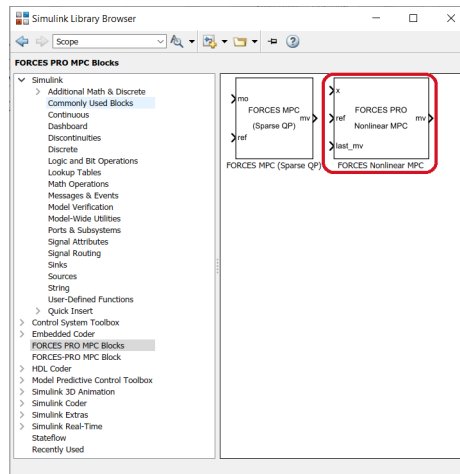 Simulink Library Browser
Scope
FORCES PRO MPC Blocks
Simulink
Additional Math & Discrete
Commonly Used Blocks
Continuous
Dashboard
Discontinuities
Discrete
Logic and Bit Operations
Lookup Tables
Math Operations
Messages & Events
Model Verification
Model-Wide Utilities
Ports & Subsystems
Signal Attributes
Signal Routing
Sinks
Sources
String
User-Defined Functions
Quick Insert
Control System Toolbox
Embedded Coder
FORCES PRO MPC Blocks
FORCES-PRO MPC Block
HDL Coder
Model Predictive Control Toolbox
Simulink 3D Animation
Simulink Coder
Simulink Extras
Simulink Real-Time
Stateflow
Recently Used
mo
FORCES MPC
mv
(Sparse QP)
ref
FORCES MPC (Sparse QP)
x
FORCES PRO
ref
mv
Nonlinear MPC
last_mv
FORCES Nonlinear MPC